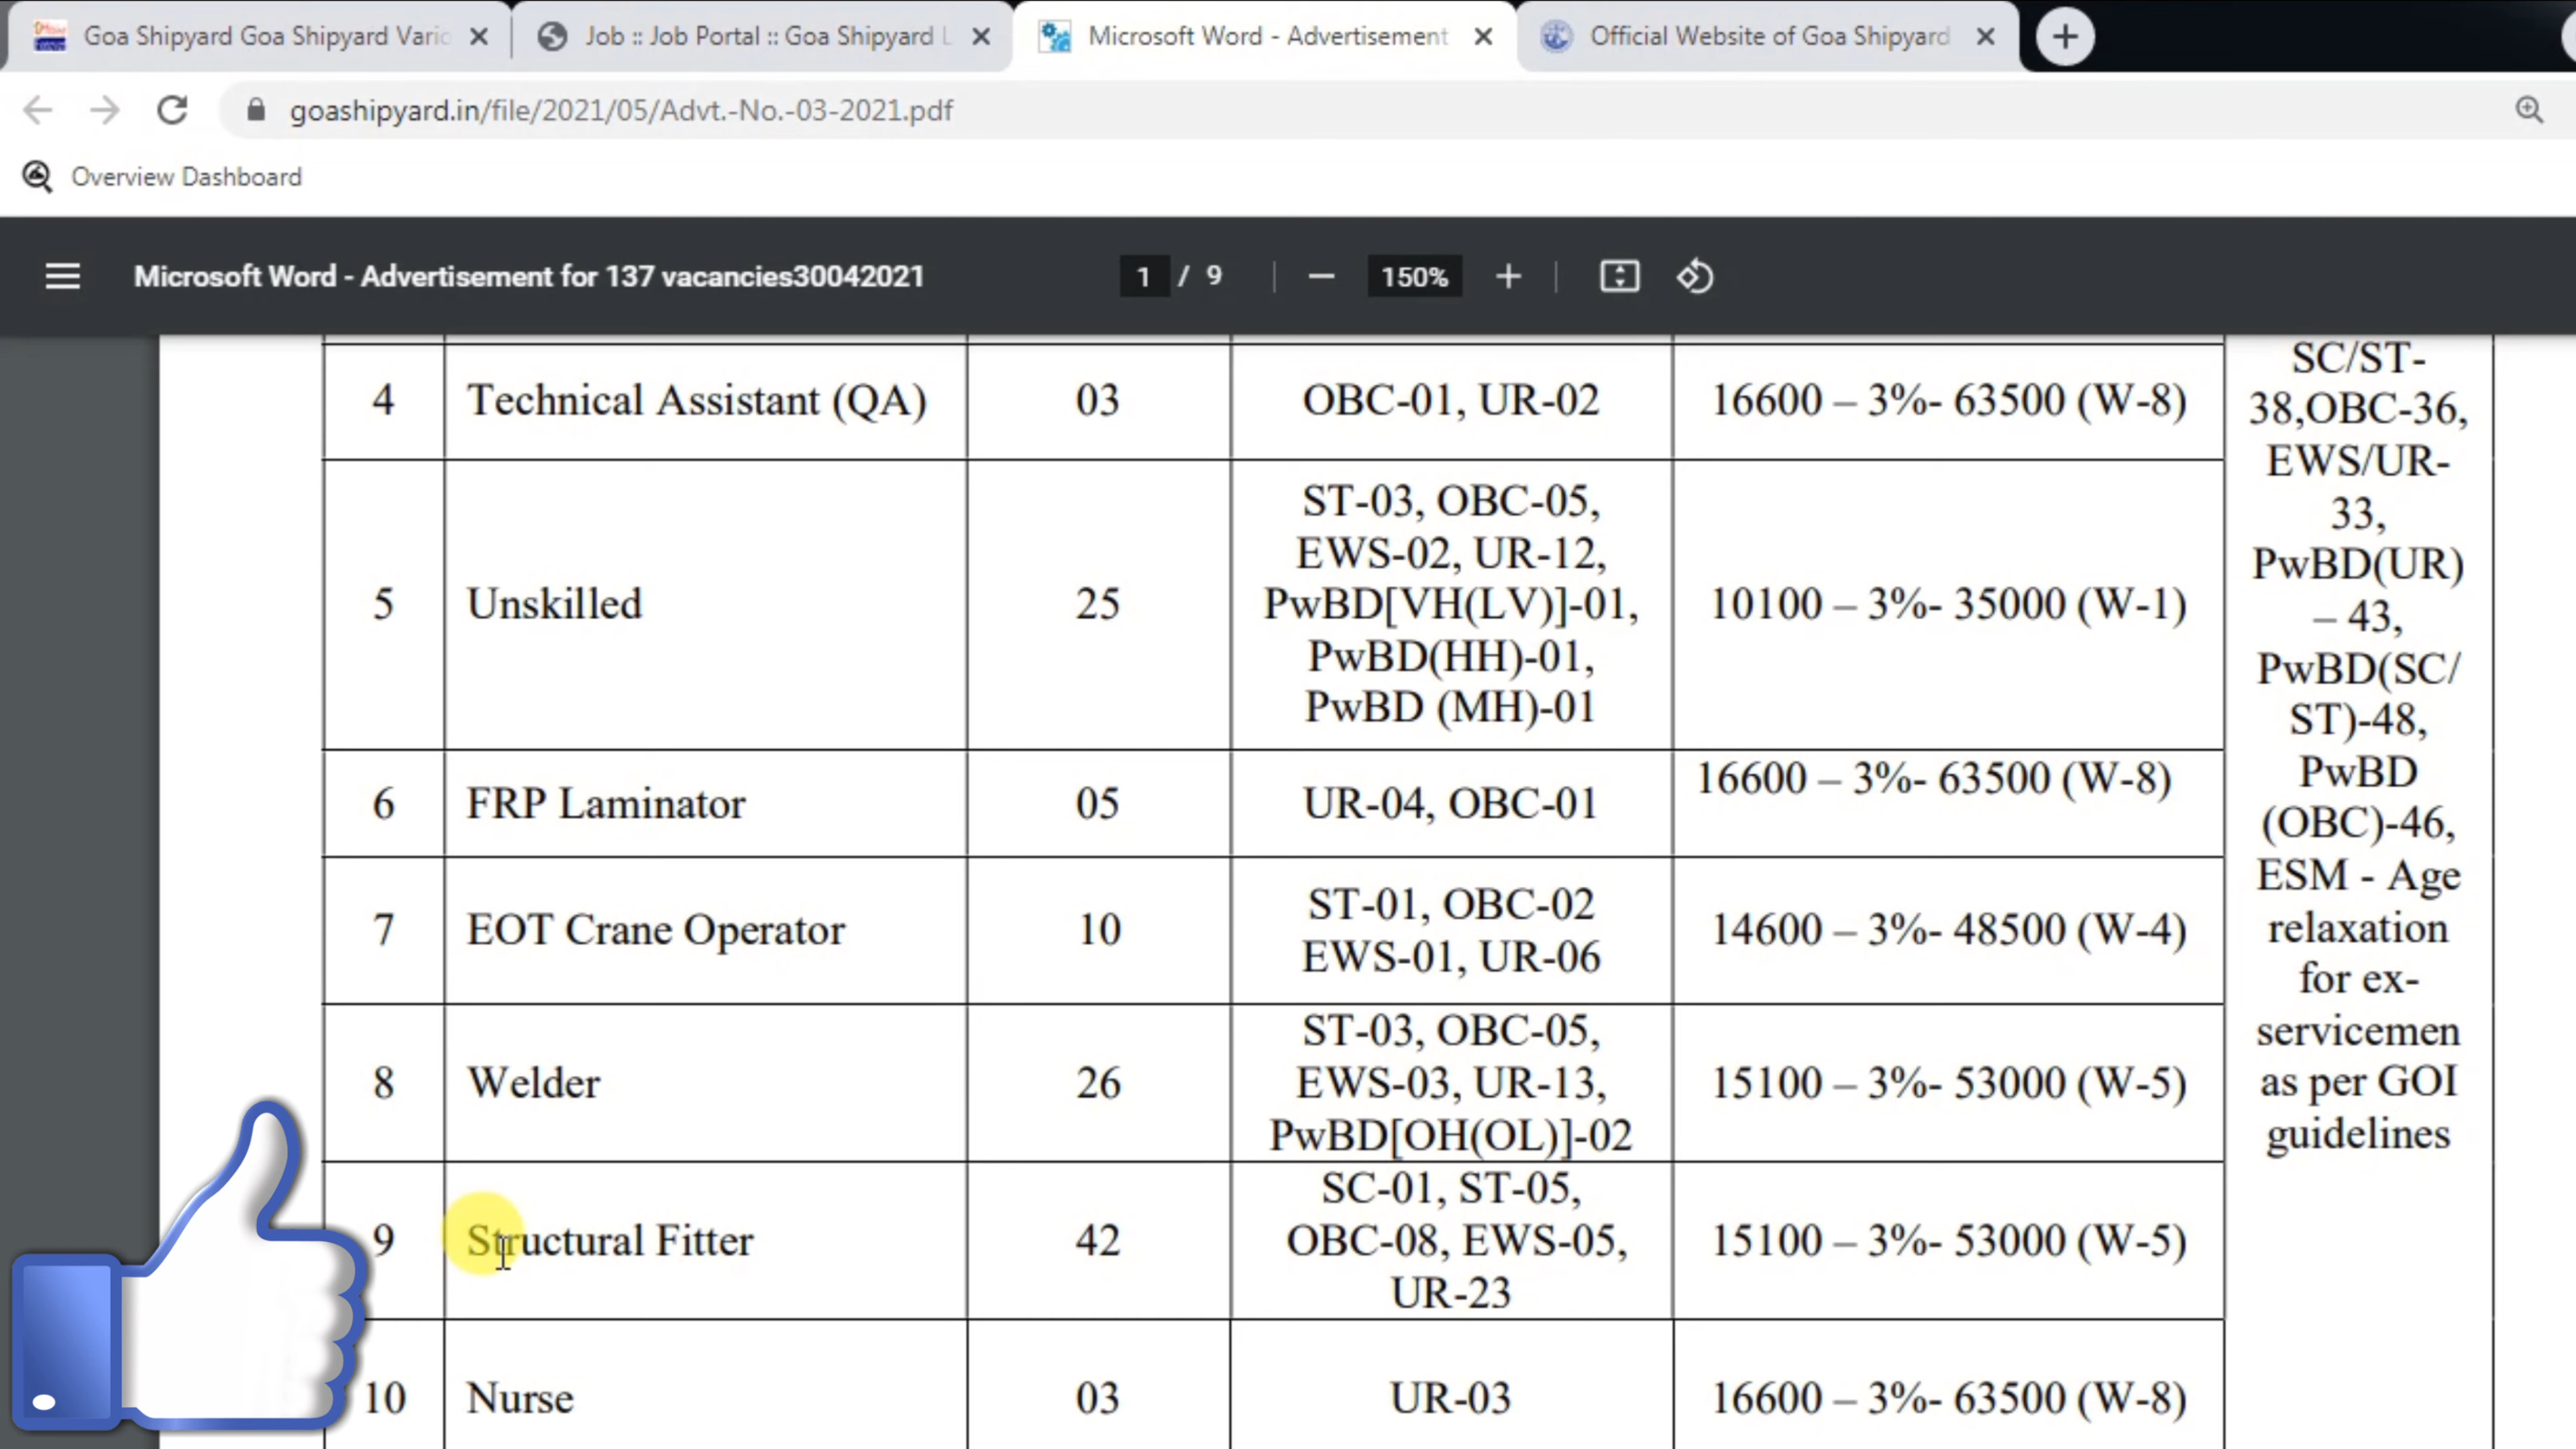 Goa Shipyard Goa Shipyard Vario
Job :: Job Portal :: Goa Shipyard L
Microsoft Word - Advertisement
Official Website of Goa Shipyard
goashipyard.in/file/2021/05/Advt.-No.-03-2021.pdf
Overview Dashboard
Microsoft Word - Advertisement for 137 vacancies30042021
1 / 9
150%
4 Technical Assistant (QA) 03 OBC-01, UR-02 16600 – 3%- 63500 (W-8)
5 Unskilled 25
ST-03, OBC-05,
EWS-02, UR-12,
PwBD[VH(LV)]-01,
PwBD(HH)-01,
PwBD (MH)-01
10100 – 3%- 35000 (W-1)
6 FRP Laminator 05 UR-04, OBC-01 16600 – 3%- 63500 (W-8)
7 EOT Crane Operator 10
ST-01, OBC-02
EWS-01, UR-06
14600 – 3%- 48500 (W-4)
8 Welder 26
ST-03, OBC-05,
EWS-03, UR-13,
PwBD[OH(OL)]-02
15100 – 3%- 53000 (W-5)
9 Structural Fitter 42
SC-01, ST-05,
OBC-08, EWS-05,
UR-23
15100 – 3%- 53000 (W-5)
10 Nurse 03 UR-03 16600 – 3%- 63500 (W-8)
SC/ST-
38,OBC-36,
EWS/UR-
33,
PwBD(UR)
– 43,
PwBD(SC/
ST)-48,
PwBD
(OBC)-46,
ESM - Age
relaxation
for ex-
servicemen
as per GOI
guidelines